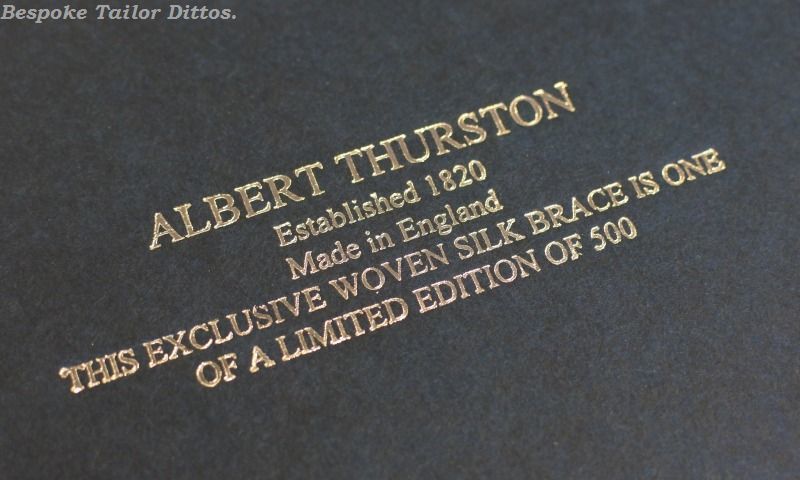 Bespoke Tailor Dittos.
ALBERT THURSTON
Established 1820
Made in England
THIS EXCLUSIVE WOVEN SILK BRACE IS ONE
OF A LIMITED EDITION OF 500